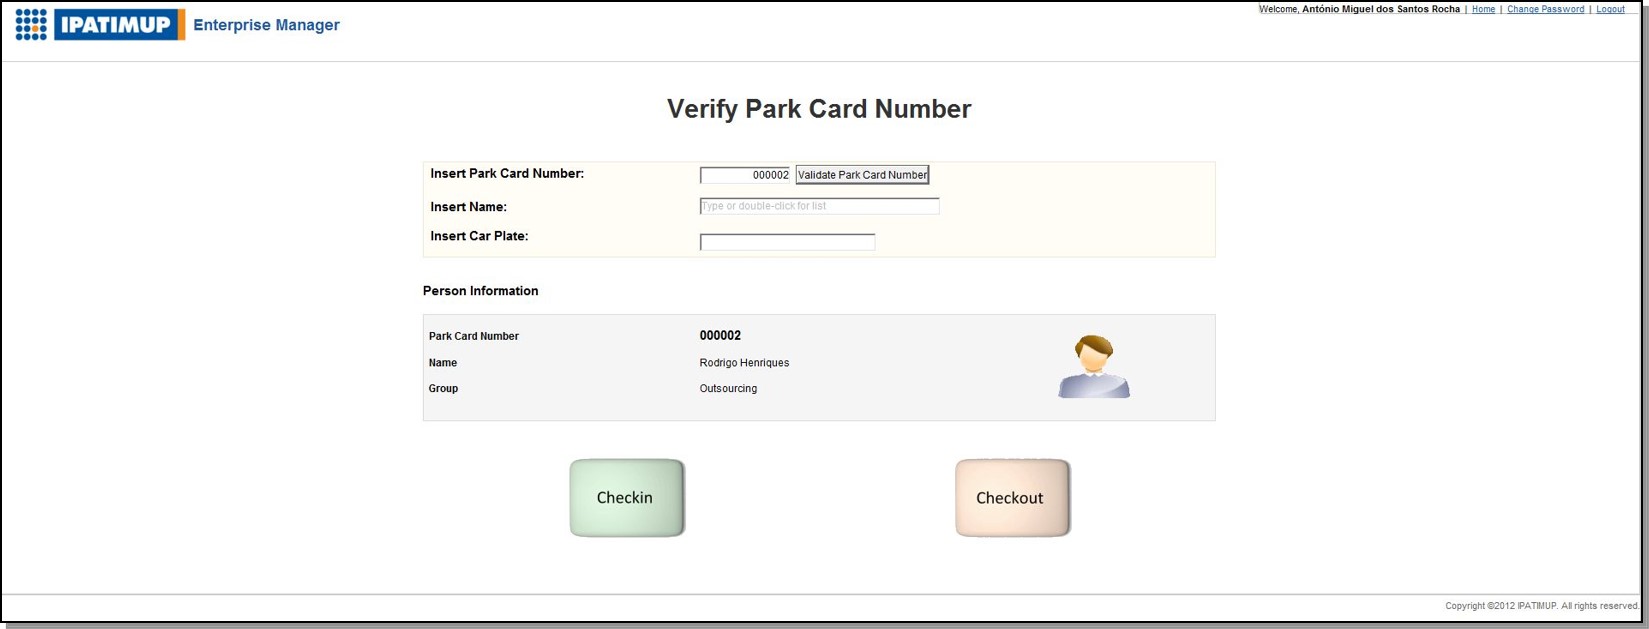 IPATIMUP Enterprise Manager
Welcome, António Miguel dos Santos Rocha | Home | Change Password | Logout
Verify Park Card Number
Insert Park Card Number: 000002 Validate Park Card Number
Insert Name: Type or double-click for list
Insert Car Plate:
Person Information
Park Card Number 000002
Name Rodrigo Henriques
Group Outsourcing
Checkin Checkout
Copyright ©2012 IPATIMUP. All rights reserved.